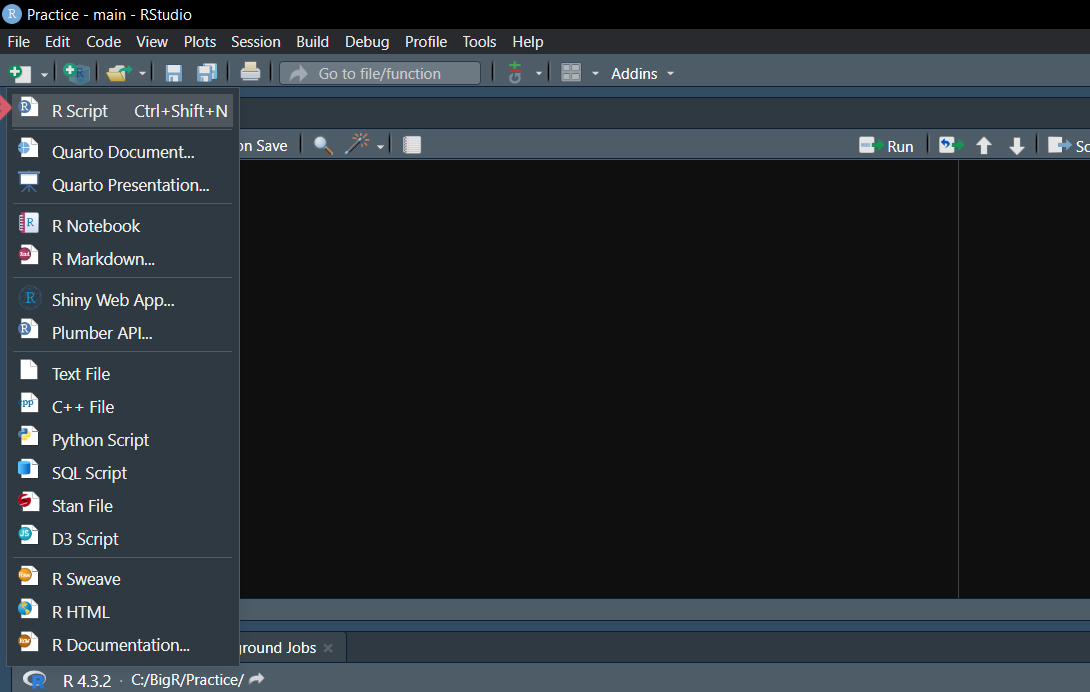 Practice - main - RStudio
File Edit Code View Plots Session Build Debug Profile Tools Help
Go to file/function Addins
R Script Ctrl+Shift+N
on Save Run
Quarto Document...
Quarto Presentation...
R Notebook
R Markdown...
Shiny Web App...
Plumber API...
Text File
C++ File
Python Script
SQL Script
Stan File
D3 Script
R Sweave
R HTML
R Documentation...
ground Jobs
R 4.3.2 · C:/BigR/Practice/